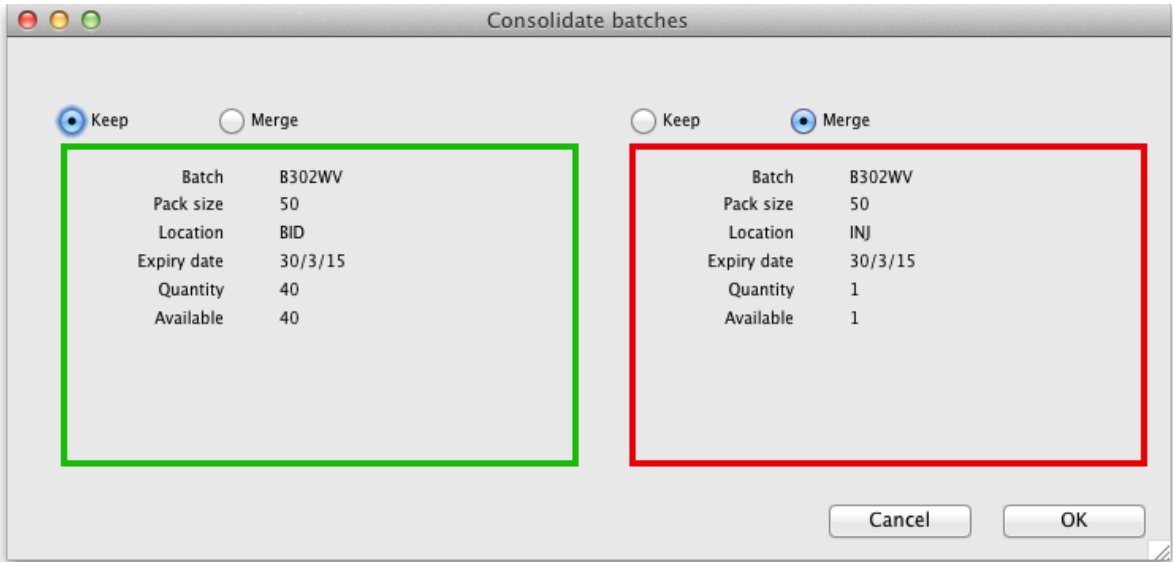 Consolidate batches
Keep Merge Keep Merge
Batch B302WV
Pack size 50
Location BID
Expiry date 30/3/15
Quantity 40
Available 40
Batch B302WV
Pack size 50
Location INJ
Expiry date 30/3/15
Quantity 1
Available 1
Cancel OK